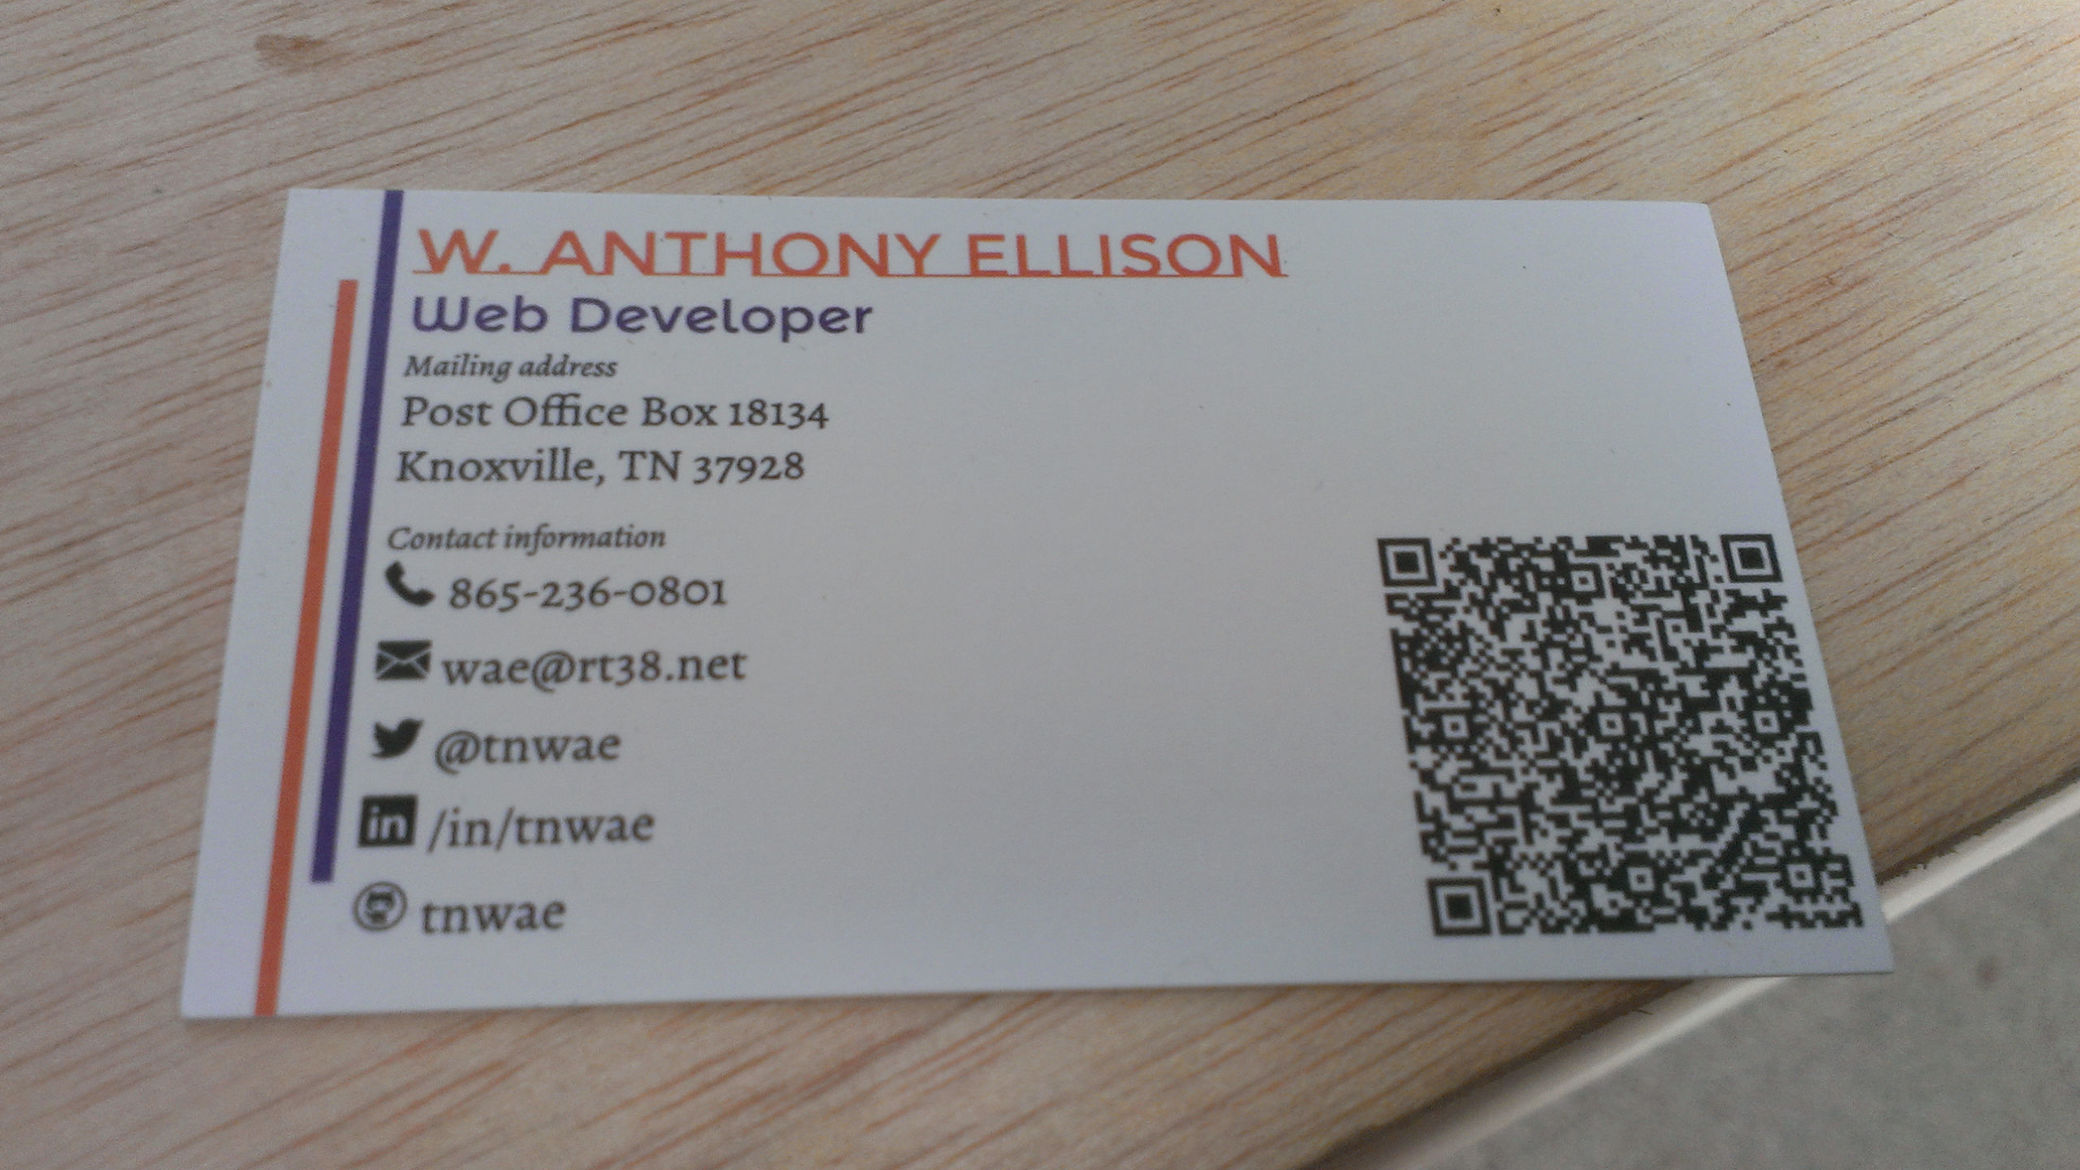 W. ANTHONY ELLISON
Web Developer
Mailing address
Post Office Box 18134
Knoxville, TN 37928
Contact information
865-236-0801
wae@rt38.net
@tnwae
in /in/tnwae
tnwae